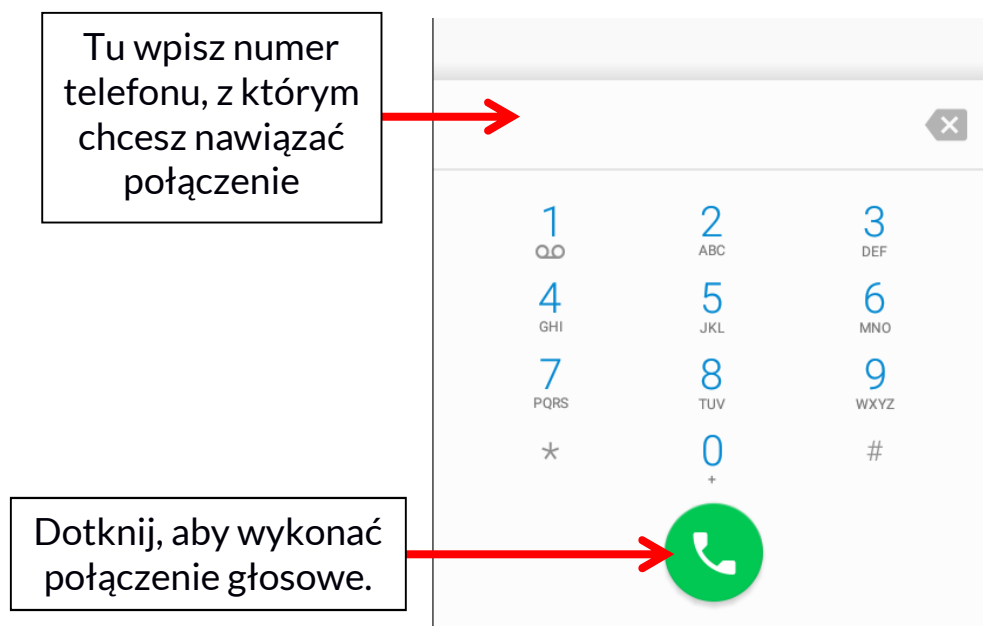 Tu wpisz numer
telefonu, z którym
chcesz nawiązać
połączenie
1 2 3
ABC DEF
4 5 6
GHI JKL MNO
7 8 9
PQRS TUV WXYZ
* 0 #
+
Dotknij, aby wykonać
połączenie głosowe.